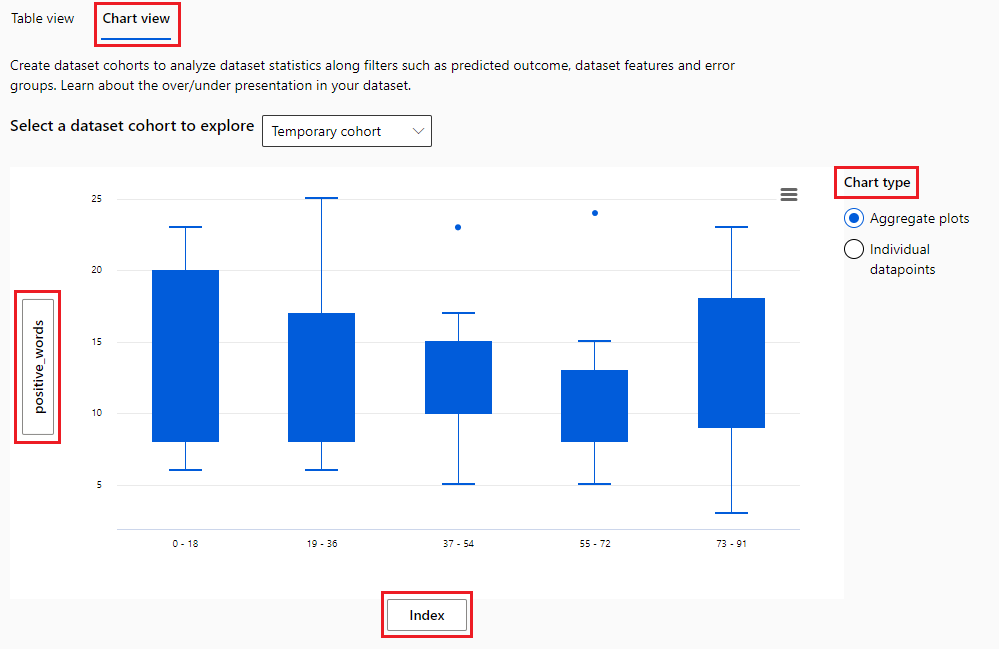 Table view
Chart view
Create dataset cohorts to analyze dataset statistics along filters such as predicted outcome, dataset features and error
groups. Learn about the over/under presentation in your dataset.
Select a dataset cohort to explore
Temporary cohort
Chart type
Aggregate plots
Individual
datapoints
positive_words
25
20
15
10
5
0 - 18
19 - 36
37 - 54
55 - 72
73 - 91
Index